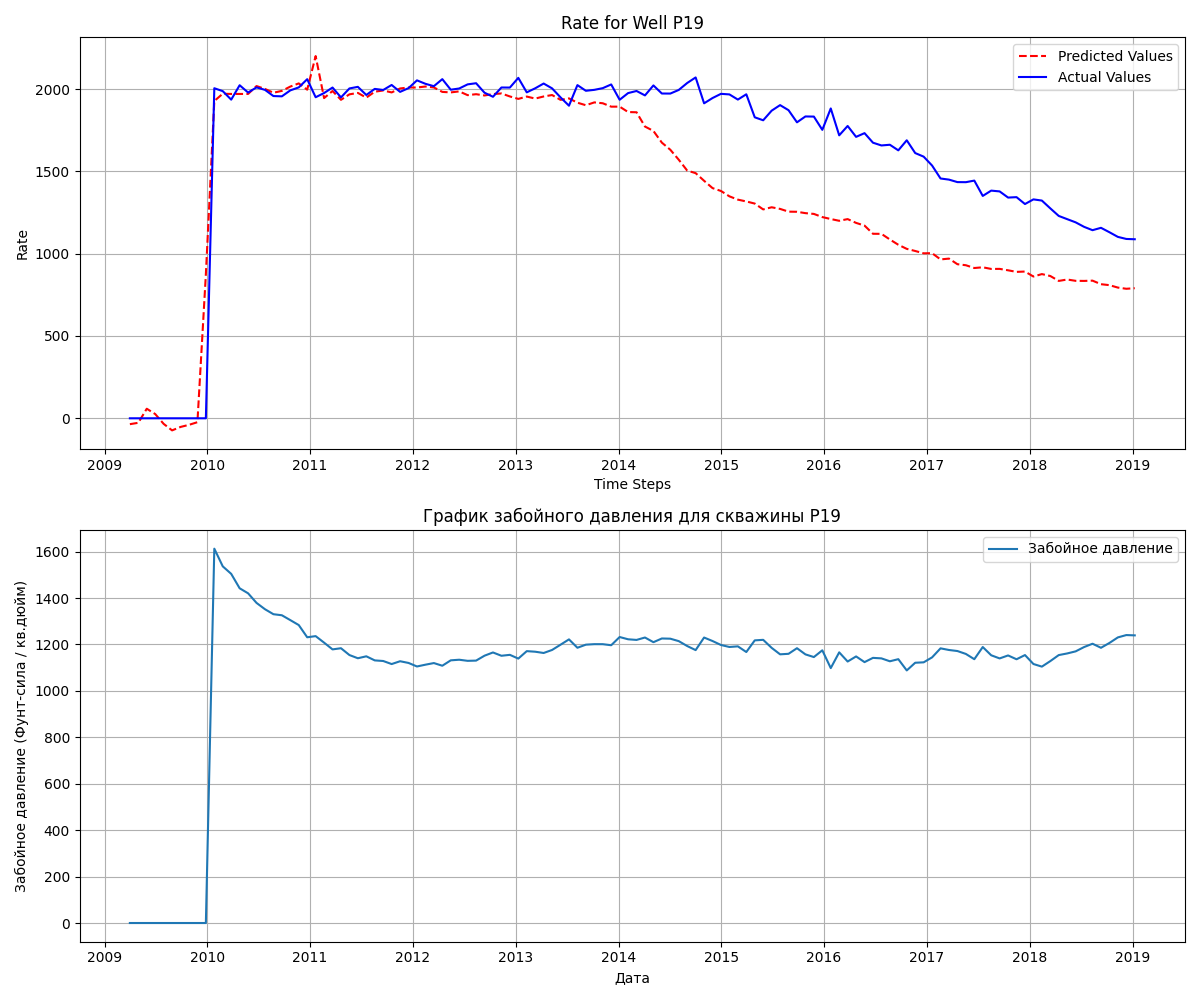 Rate for Well P19
Predicted Values
Actual Values
Rate
2000
1500
1000
500
0
2009 2010 2011 2012 2013 2014 2015 2016 2017 2018 2019
Time Steps
График забойного давления для скважины P19
Забойное давление
Забойное давление (Фунт-сила / кв.дюйм)
1600
1400
1200
1000
800
600
400
200
0
2009 2010 2011 2012 2013 2014 2015 2016 2017 2018 2019
Дата